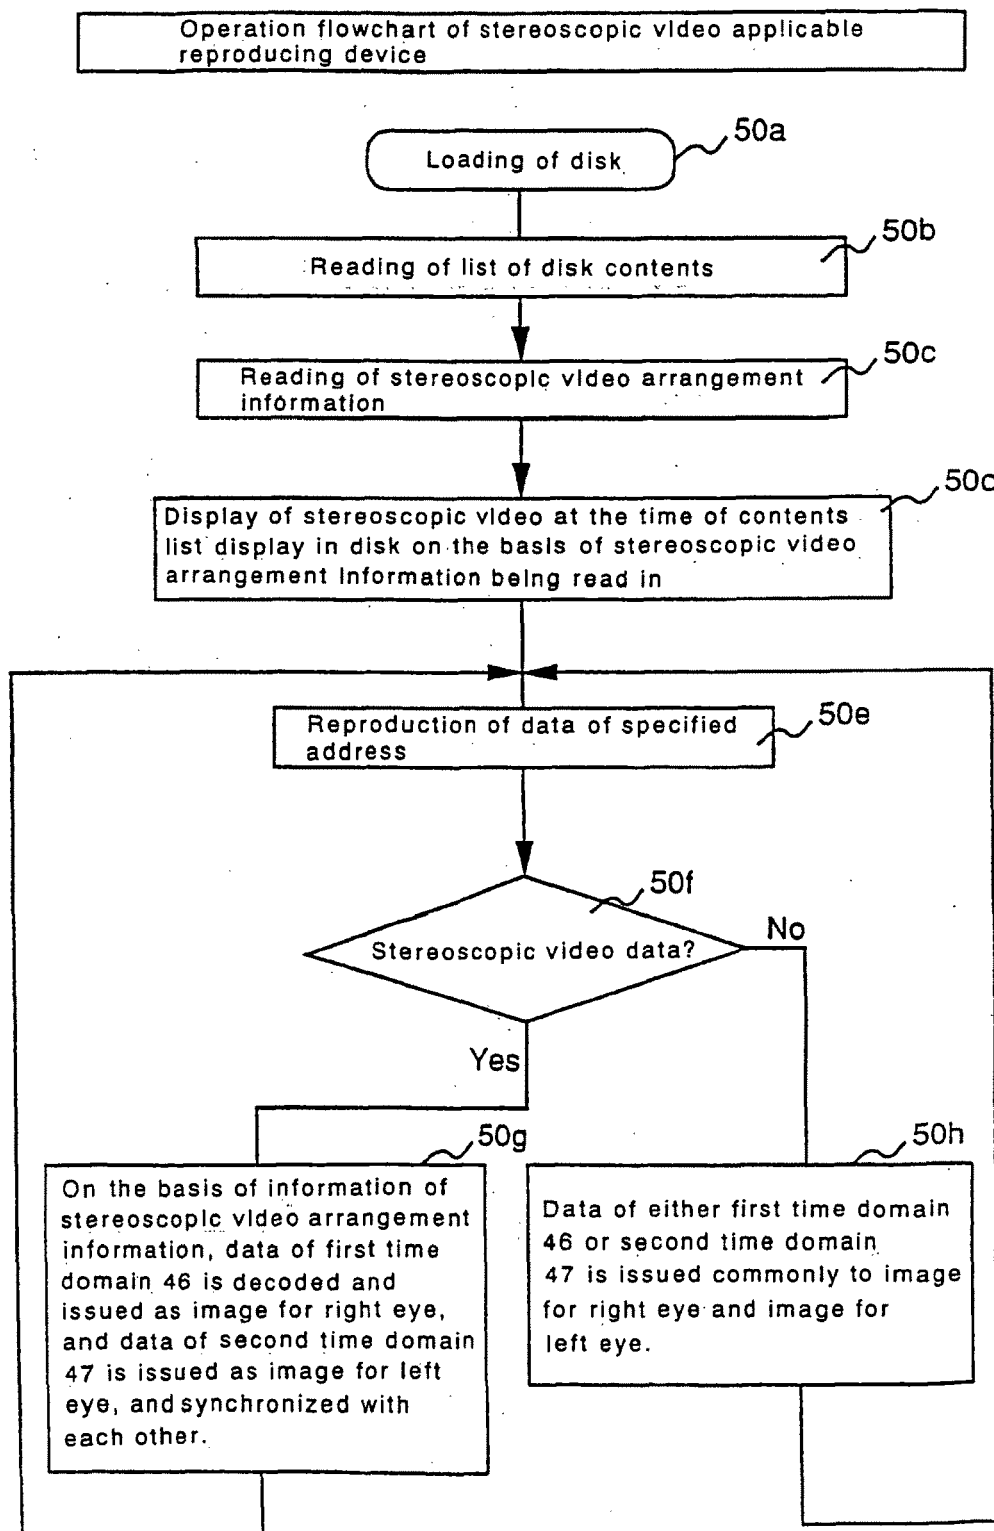 Operation flowchart of stereoscopic video applicable
reproducing device
50a
Loading of disk
50b
Reading of list of disk contents
50c
Reading of stereoscopic video arrangement
information
Display of stereoscopic video at the time of contents
list display in disk on the basis of stereoscopic video
arrangement information being read in
50e
Reproduction of data of specified
address
50f
Stereoscopic video data?
No
Yes
50g
On the basis of information of
stereoscopic video arrangement
information, data of first time
domain 46 is decoded and
issued as image for right eye,
and data of second time domain
47 is issued as image for left
eye, and synchronized with
each other.
50h
Data of either first time domain
46 or second time domain
47 is issued commonly to image
for right eye and image for
left eye.